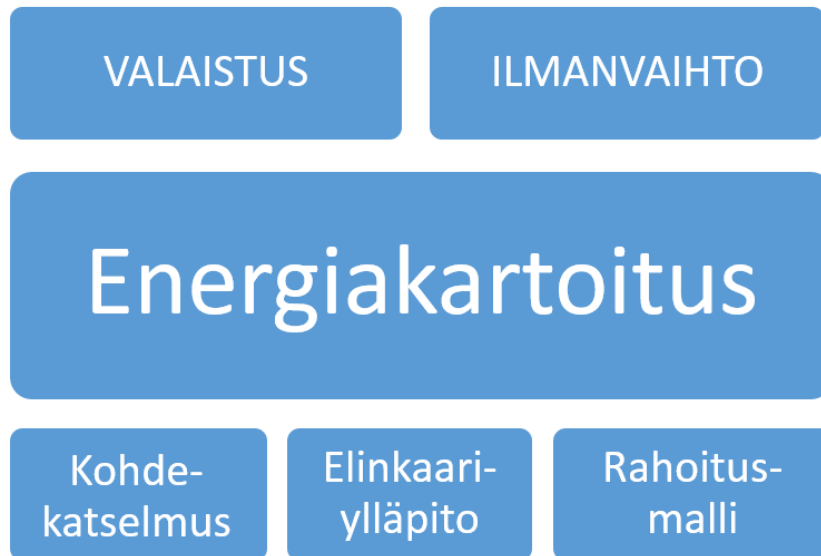 VALAISTUS
ILMANVAIHTO
Energiakartoitus
Kohde-
katselmus
Elinkaari-
ylläpito
Rahoitus-
malli